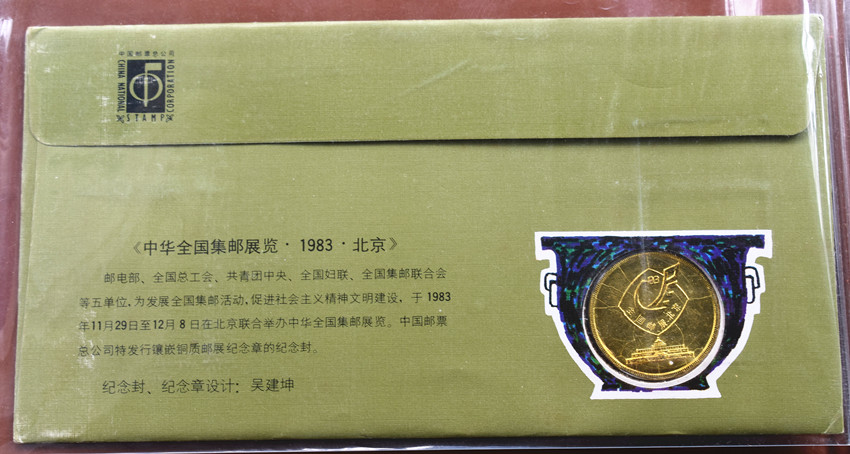 中国邮票总公司
CHINA NATIONAL
STAMP
CORPORATION
《中华全国集邮展览·1983·北京》
邮电部、全国总工会、共青团中央、全国妇联、全国集邮联合会
等五单位,为发展全国集邮活动,促进社会主义精神文明建设,于1983
年11月29日至12月8日在北京联合举办中华全国集邮展览。中国邮票
总公司特发行镶嵌铜质邮展纪念章的纪念封。
纪念封、纪念章设计:吴建坤
83
全国邮展北京